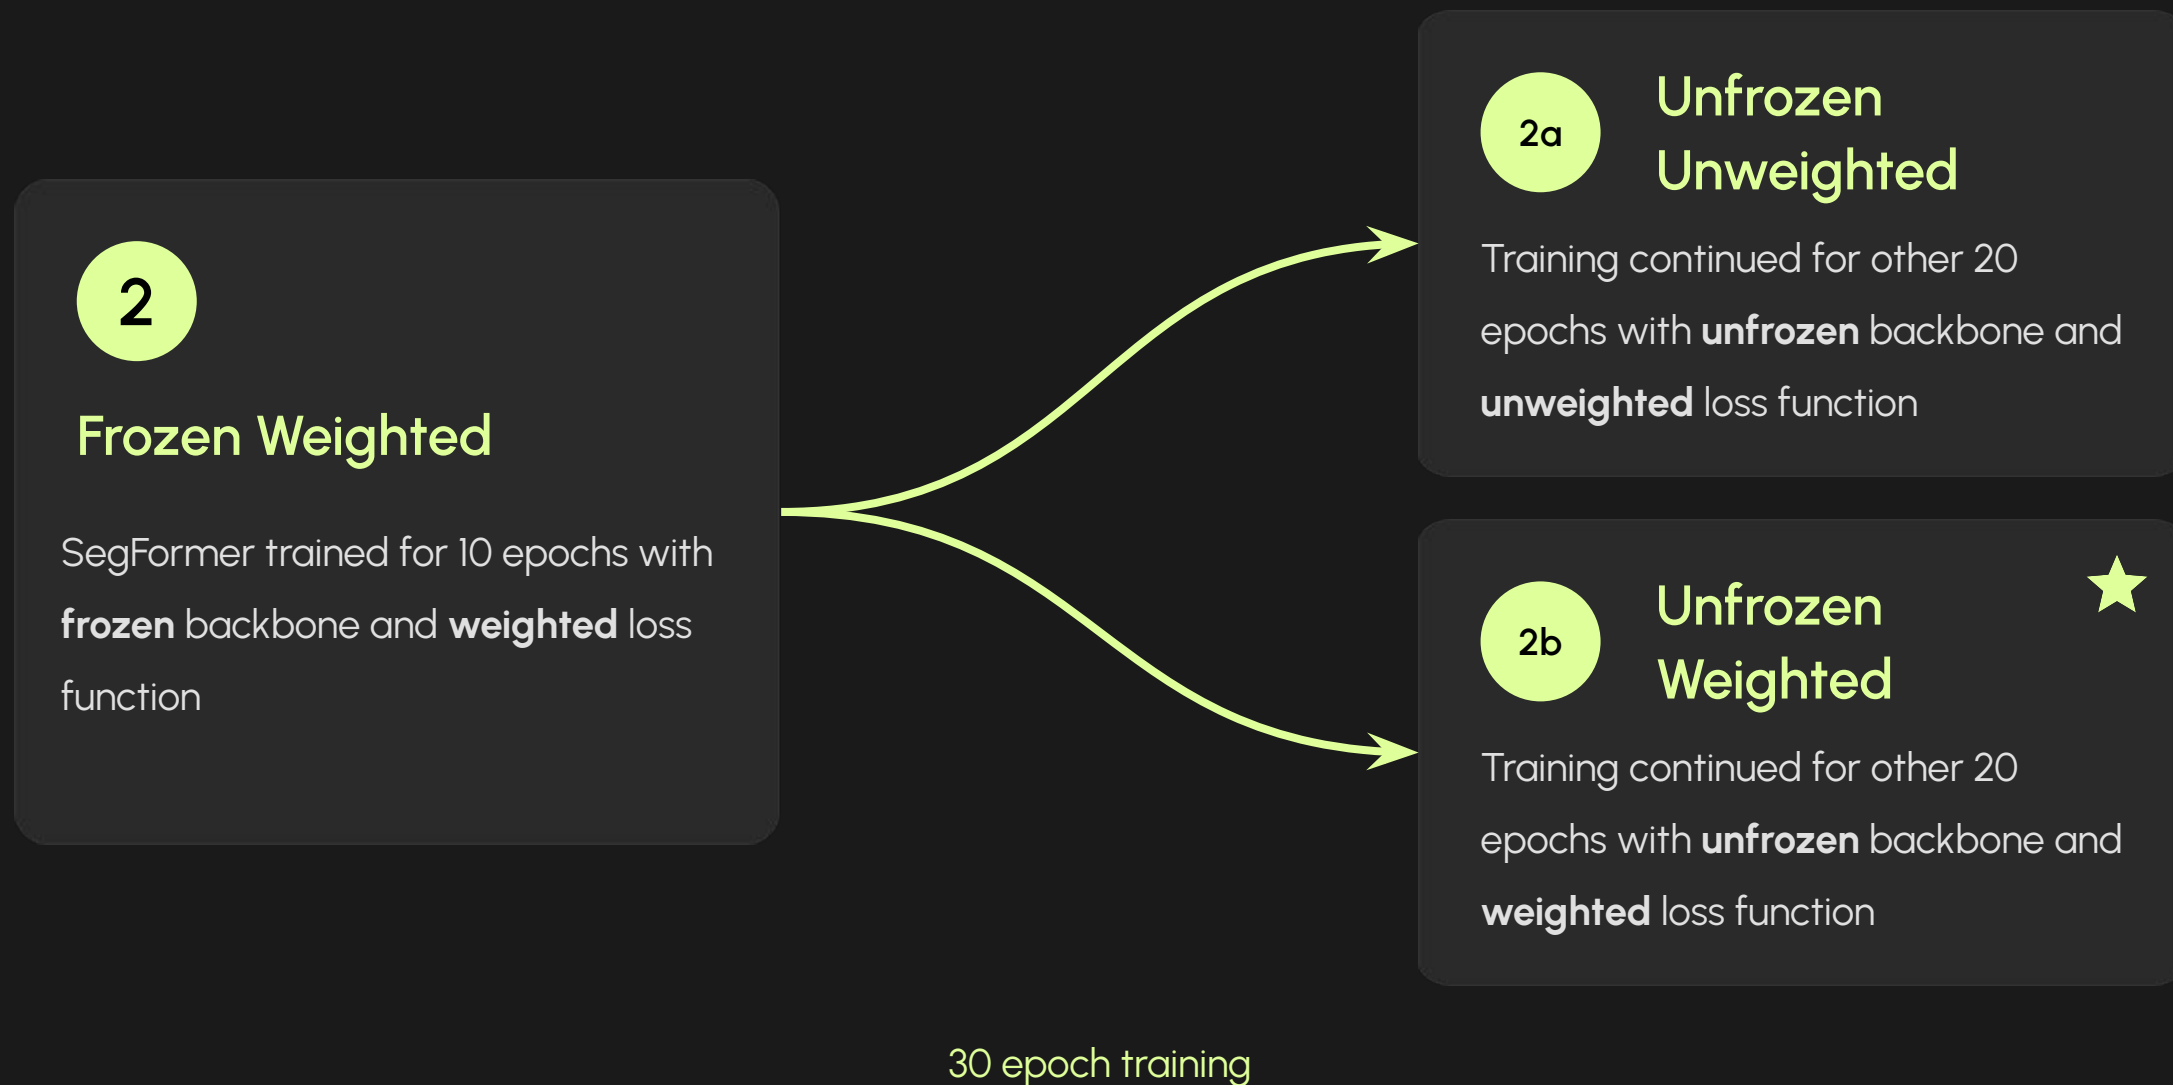 2
Frozen Weighted
SegFormer trained for 10 epochs with
frozen backbone and weighted loss
function
2a
Unfrozen
Unweighted
Training continued for other 20
epochs with unfrozen backbone and
unweighted loss function
2b
Unfrozen
Weighted
Training continued for other 20
epochs with unfrozen backbone and
weighted loss function
30 epoch training